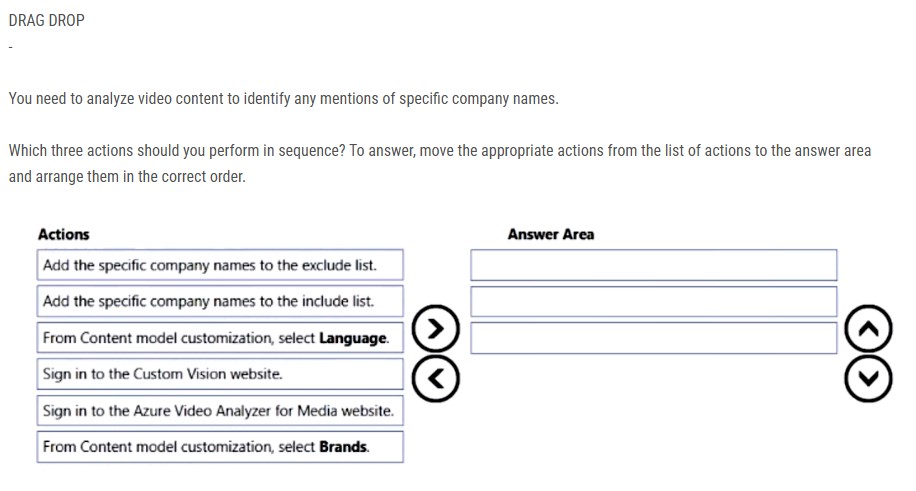 DRAG DROP
-
You need to analyze video content to identify any mentions of specific company names.
Which three actions should you perform in sequence? To answer, move the appropriate actions from the list of actions to the answer area
and arrange them in the correct order.
Actions
Answer Area
Add the specific company names to the exclude list.
Add the specific company names to the include list.
From Content model customization, select Language.
Sign in to the Custom Vision website.
Sign in to the Azure Video Analyzer for Media website.
From Content model customization, select Brands.